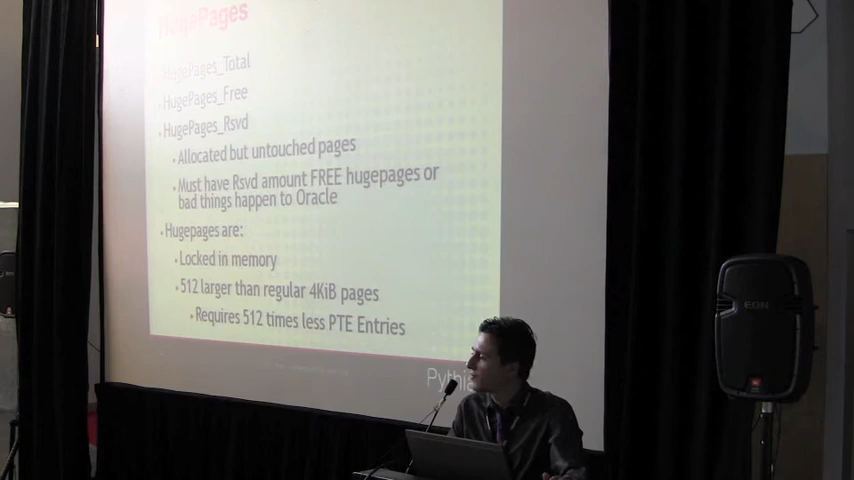 HugePages
HugePages_Total
HugePages_Free
HugePages_Rsvd
Allocated but untouched pages
Must have Rsvd amount FREE hugepages or
bad things happen to Oracle
Hugepages are:
Locked in memory
512 larger than regular 4KiB pages
Requires 512 times less PTE Entries
Pythia
EON